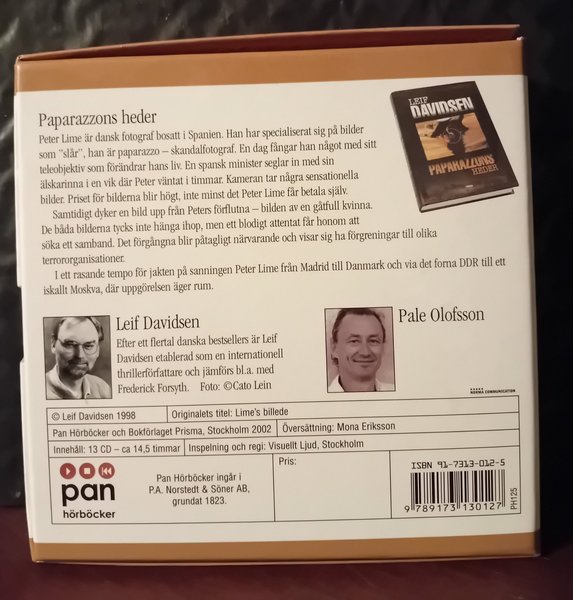 Paparazzons heder
Peter Lime är dansk fotograf bosatt i Spanien. Han har specialiserat sig på bilder
som "slår", han är paparazzo – skandalfotograf. En dag fångar han något med sitt
teleobjektiv som förändrar hans liv. En spansk minister seglar in med sin
älskarinna i en vik där Peter väntat i timmar. Kameran tar några sensationella
bilder. Priset för bilderna blir högt, inte minst det Peter Lime får betala själv.
Samtidigt dyker en bild upp från Peters förflutna – bilden av en gåtfull kvinna.
De båda bilderna tycks inte hänga ihop, men ett blodigt attentat får honom att
söka ett samband. Det förgångna blir påtagligt närvarande och visar sig ha förgreningar till olika
terrororganisationer.
I ett rasande tempo för jakten på sanningen Peter Lime från Madrid till Danmark och via det forna DDR till ett
iskallt Moskva, där uppgörelsen äger rum.
LEIF
DAVIDSEN
PAPARAZZONS
HEDER
Leif Davidsen
Efter ett flertal danska bestsellers är Leif
Davidsen etablerad som en internationell
thrillerförfattare och jämförs bl.a. med
Frederick Forsyth. Foto: ©Cato Lein
Pale Olofsson
NORMA COMMUNICATION
© Leif Davidsen 1998
Originalets titel: Lime's billede
Pan Hörböcker och Bokförlaget Prisma, Stockholm 2002
Översättning: Mona Eriksson
Innehåll: 13 CD – ca 14,5 timmar
Inspelning och regi: Visuellt Ljud, Stockholm
pan
hörböcker
Pan Hörböcker ingår i
P.A. Norstedt & Söner AB,
grundat 1823.
Pris:
ISBN 91-7313-012-5
9 789173 130127
PH125